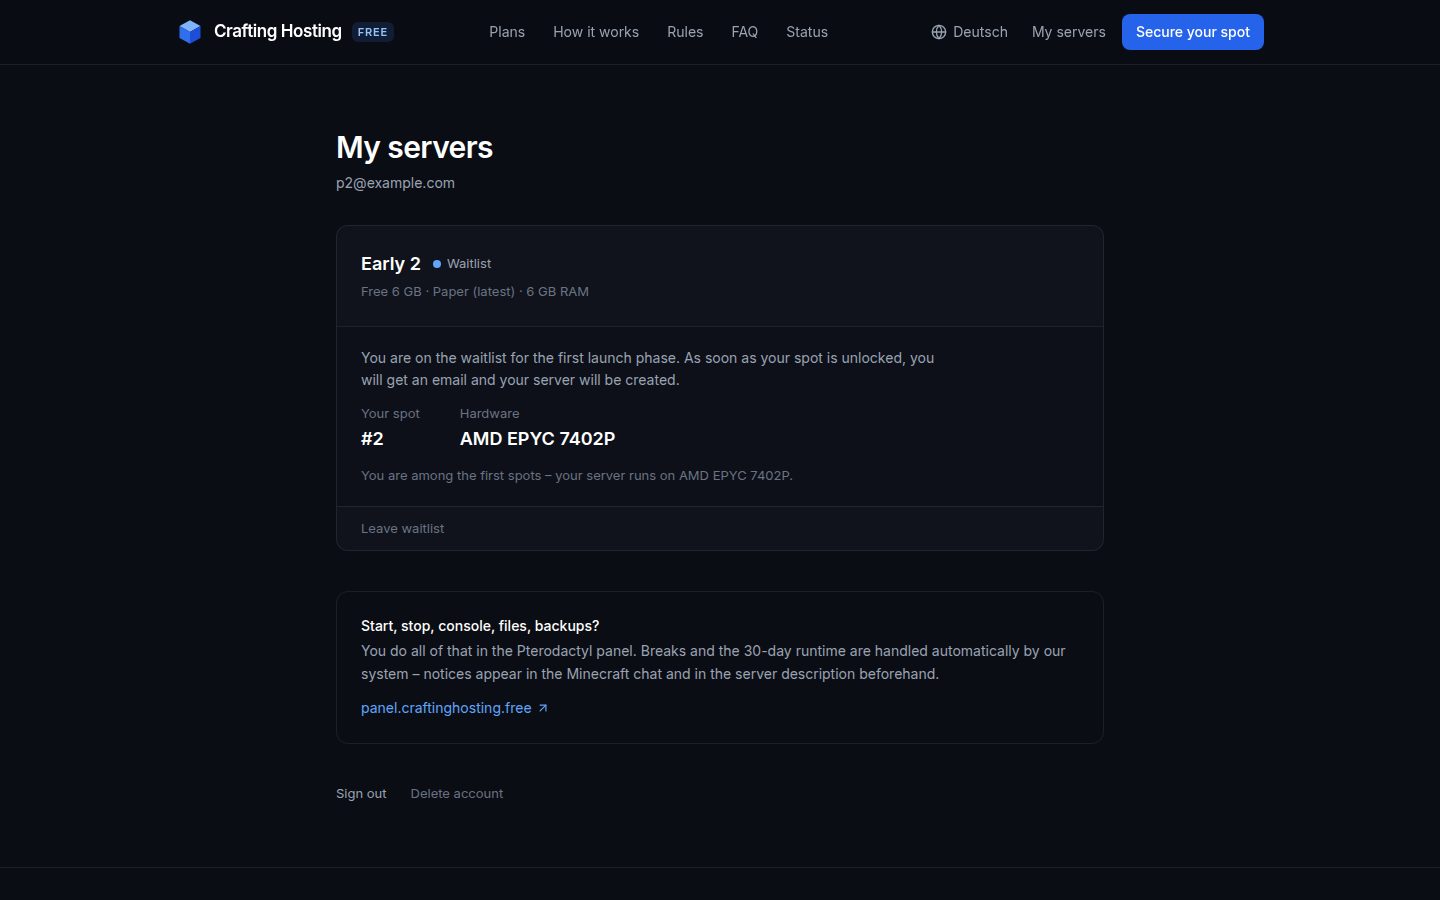 Crafting Hosting FREE
Plans How it works Rules FAQ Status
Deutsch My servers Secure your spot
My servers
p2@example.com
Early 2 Waitlist
Free 6 GB · Paper (latest) · 6 GB RAM
You are on the waitlist for the first launch phase. As soon as your spot is unlocked, you
will get an email and your server will be created.
Your spot Hardware
#2 AMD EPYC 7402P
You are among the first spots – your server runs on AMD EPYC 7402P.
Leave waitlist
Start, stop, console, files, backups?
You do all of that in the Pterodactyl panel. Breaks and the 30-day runtime are handled automatically by our
system – notices appear in the Minecraft chat and in the server description beforehand.
panel.craftinghosting.free
Sign out Delete account